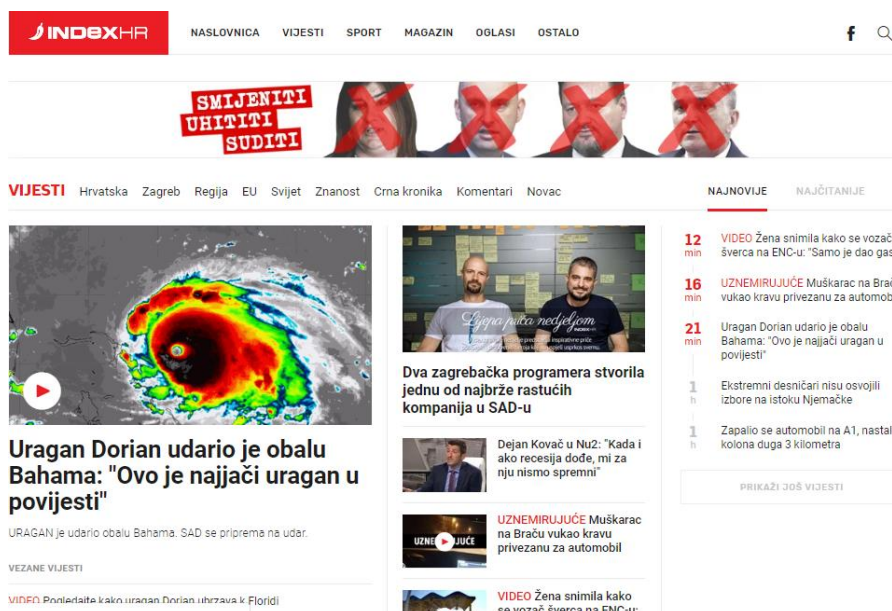 INDEXHR
NASLOVNICA VIJESTI SPORT MAGAZIN OGLASI OSTALO
SMIJENITI
UHITITI
SUDITI
VIJESTI Hrvatska Zagreb Regija EU Svijet Znanost Crna kronika Komentari Novac
Uragan Dorian udario je obalu
Bahama: "Ovo je najjači uragan u
povijesti"
URAGAN je udario obalu Bahama. SAD se priprema na udar.
VEZANE VIJESTI
VIDEO Pogledajte kako uragan Dorian ubrzava k Floridi
Lijepa priča nedjeljom
INDEXHR
Dva zagrebačka programera stvorila
jednu od najbrže rastućih
kompanija u SAD-u
Dejan Kovač u Nu2: "Kada i
ako recesija dođe, mi za
nju nismo spremni"
UZNEMIRUJUĆE Muškarac
na Braču vukao kravu
privezanu za automobil
VIDEO Žena snimila kako
se vozač šverca na ENC-u:
NAJNOVIJE NAJČITANIJE
12 min VIDEO Žena snimila kako se vozač
šverca na ENC-u: "Samo je dao gas
16 min UZNEMIRUJUĆE Muškarac na Brač
vukao kravu privezanu za automob
21 min Uragan Dorian udario je obalu
Bahama: "Ovo je najjači uragan u
povijesti"
1 h Ekstremni desničari nisu osvojili
izbore na istoku Njemačke
1 h Zapalio se automobil na A1, nastal
kolona duga 3 kilometra
PRIKAŽI JOŠ VIJESTI